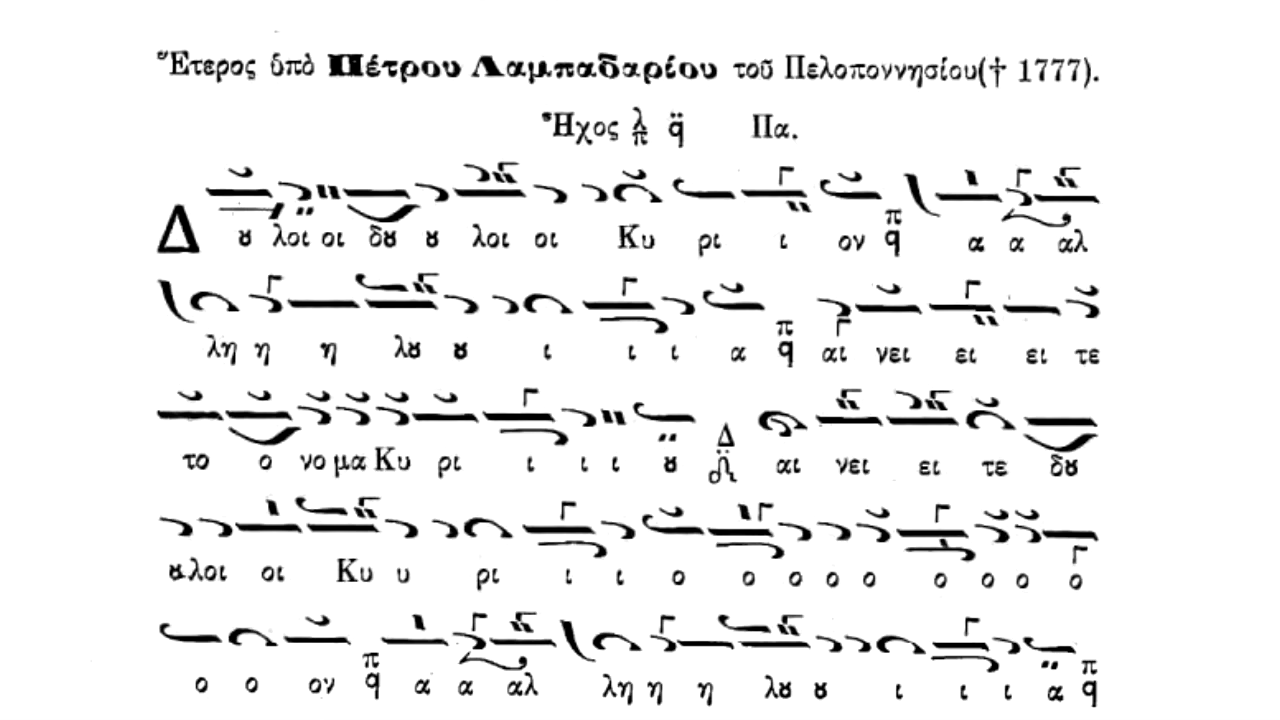 Ἕτερος ὑπὸ Πέτρου Λαμπαδαρίου τοῦ Πελοποννησίου(† 1777).
Ἦχος λ π q̈ Πα.
Δ ȣ λοι οι δȣ ȣ λοι οι Κυ ρι ι ον π q α α αλ
λη η η λȣ ȣ ι ι ι α π q αι νει ει ει τε
το ο νο μα Κυ ρι ι ι ι ȣ Δ αι νει ει τε δȣ
ȣ λοι οι Κυ υ ρι ι ι ο ο ο ο ο ο ο ο ο
ο ο ον π q α α αλ λη η η λȣ ȣ ι ι ι α π q